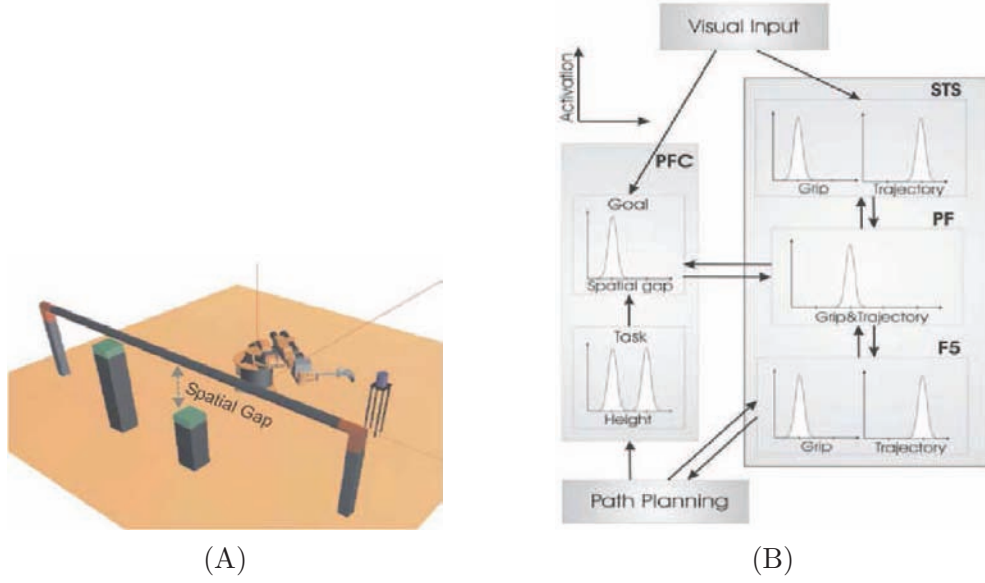 Spatial Gap
(A)
Visual Input
Activation
STS
Grip
Trajectory
PFC
Goal
Spatial gap
PF
Grip&Trajectory
Task
Height
F5
Grip
Trajectory
Path Planning
(B)